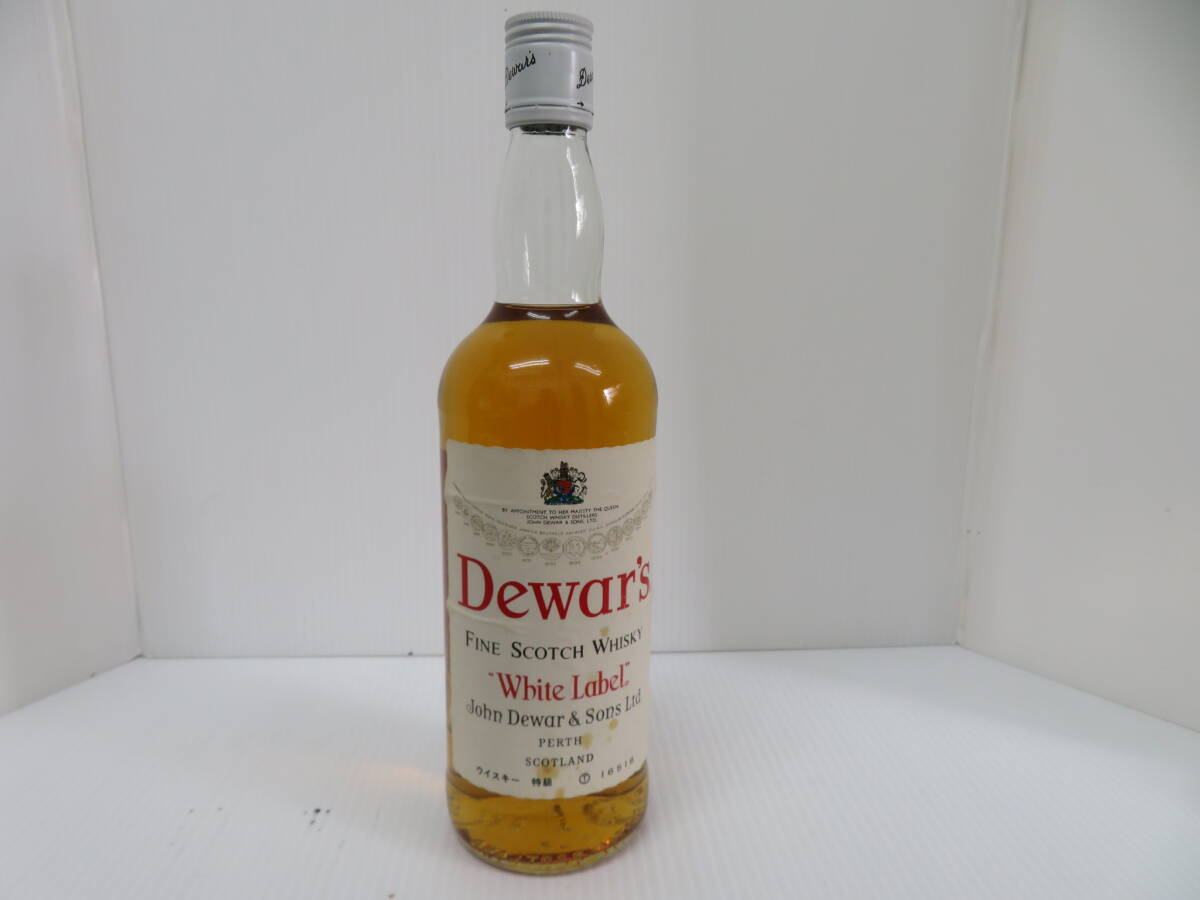 Dewar's
BY APPOINTMENT TO HER MAJESTY THE QUEEN
SCOTCH WHISKY DISTILLERS
JOHN DEWAR & SONS, LTD.
Dewar's
FINE SCOTCH WHISKY
"White Label"
John Dewar & Sons Ltd.
PERTH
SCOTLAND
ウイスキー 特級 Ⓣ 16518